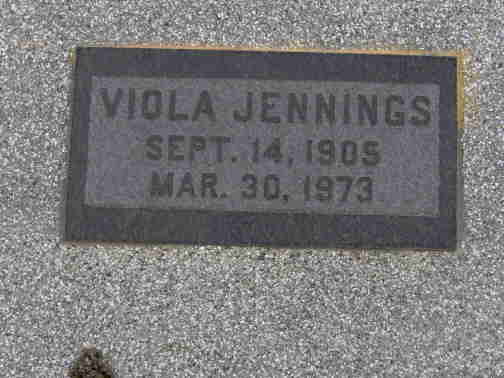 VIOLA JENNINGS
SEPT. 14, 1905
MAR. 30, 1973